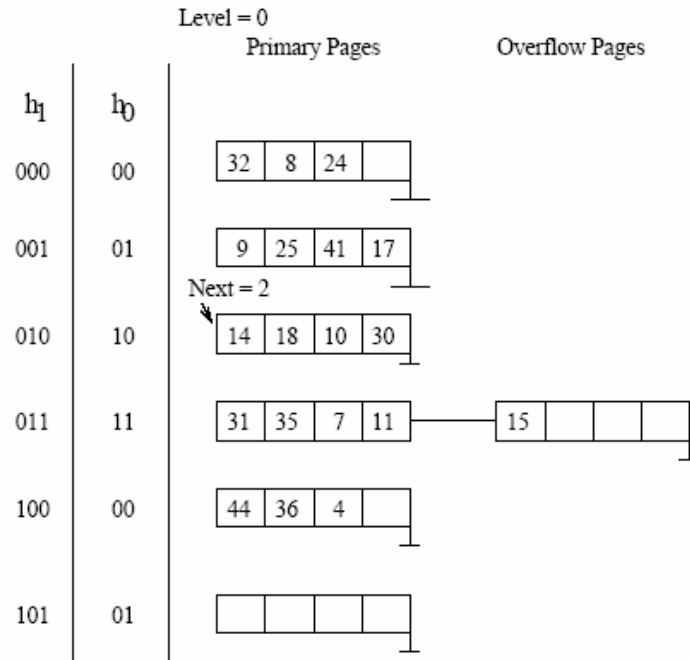 Level = 0
Primary Pages Overflow Pages
h1 h0
000 00 32 8 24
001 01 9 25 41 17
Next = 2
010 10 14 18 10 30
011 11 31 35 7 11 15
100 00 44 36 4
101 01